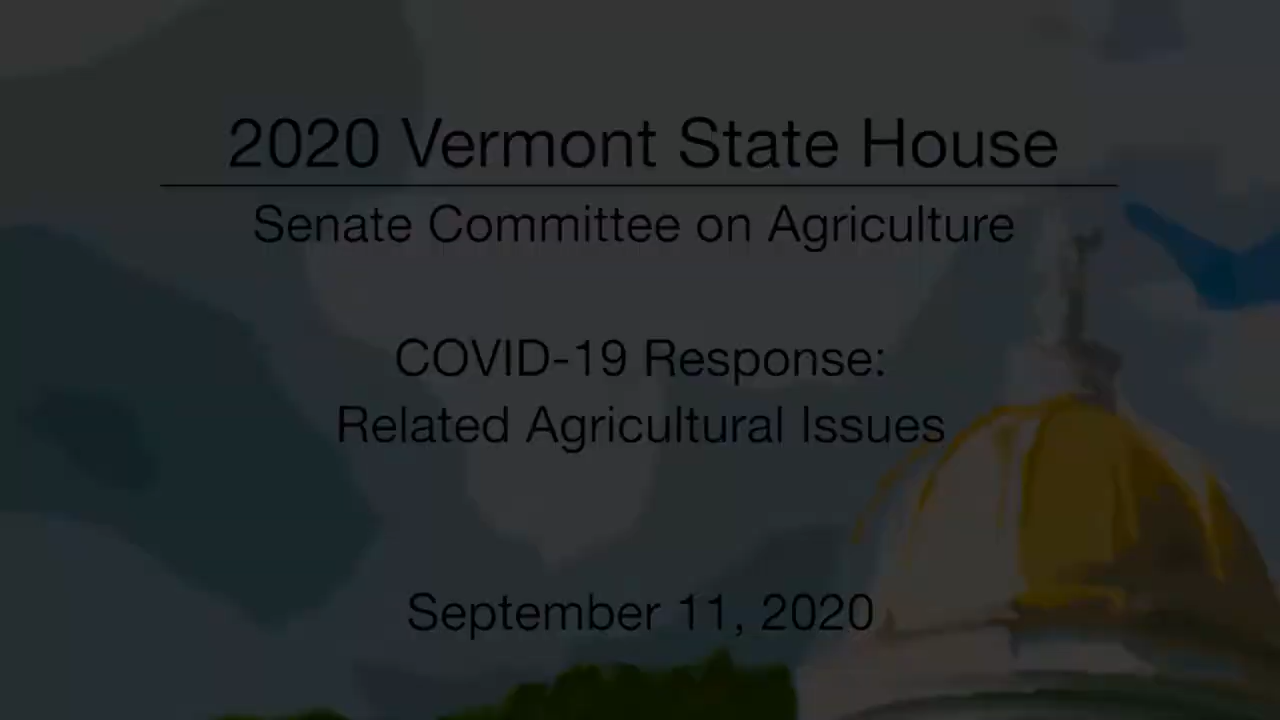 2020 Vermont State House
Senate Committee on Agriculture
COVID-19 Response:
Related Agricultural Issues
September 11, 2020